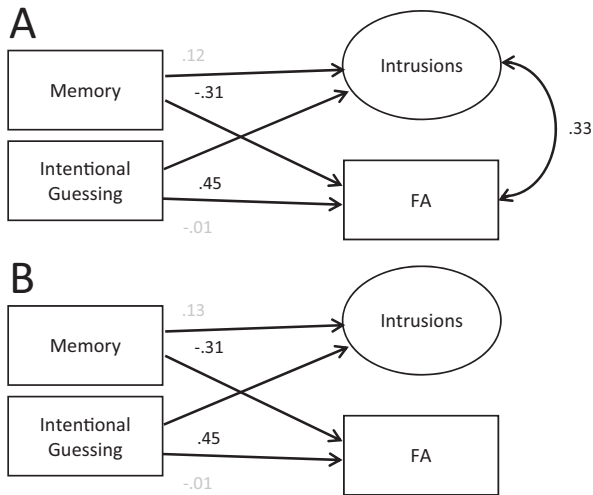 A
.12
Memory
-.31
Intrusions
.33
Intentional
Guessing
.45
FA
-.01
B
.13
Memory
-.31
Intrusions
Intentional
Guessing
.45
FA
-.01